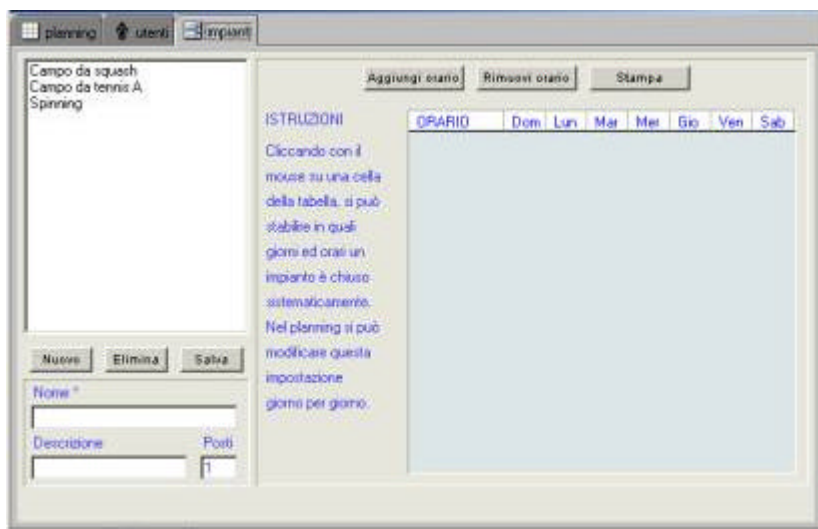 planning utenti impianti
Campo da squash
Campo da tennis A
Spinning
Nuovo Elimina Salva
Nome *
Descrizione Posti
1
Aggiungi orario Rimuovi orario Stampa
ISTRUZIONI
Cliccando con il
mouse su una cella
della tabella, si può
stabilire in quali
giorni ed orari un
impianto è chiuso
sistematicamente.
Nel planning si può
modificare questa
impostazione
giorno per giorno.
ORARIO Dom Lun Mar Mer Gio Ven Sab